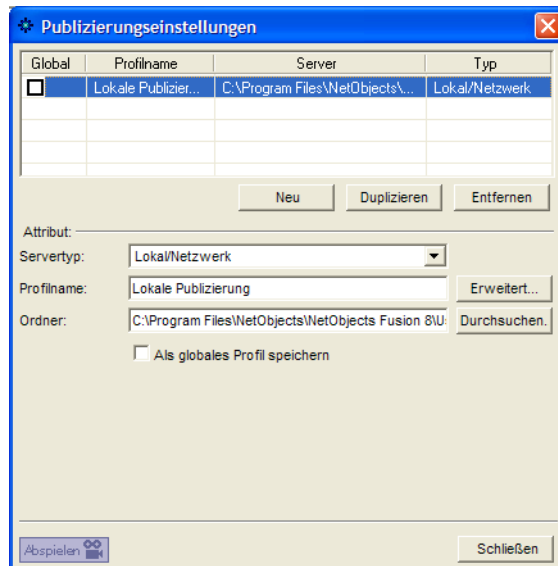 Publizierungseinstellungen
Global Profilname Server Typ
Lokale Publizier... C:\Program Files\NetObjects\... Lokal/Netzwerk
Neu Duplizieren Entfernen
Attribut:
Servertyp: Lokal/Netzwerk
Profilname: Lokale Publizierung Erweitert...
Ordner: C:\Program Files\NetObjects\NetObjects Fusion 8\U Durchsuchen.
Als globales Profil speichern
Abspielen Schließen